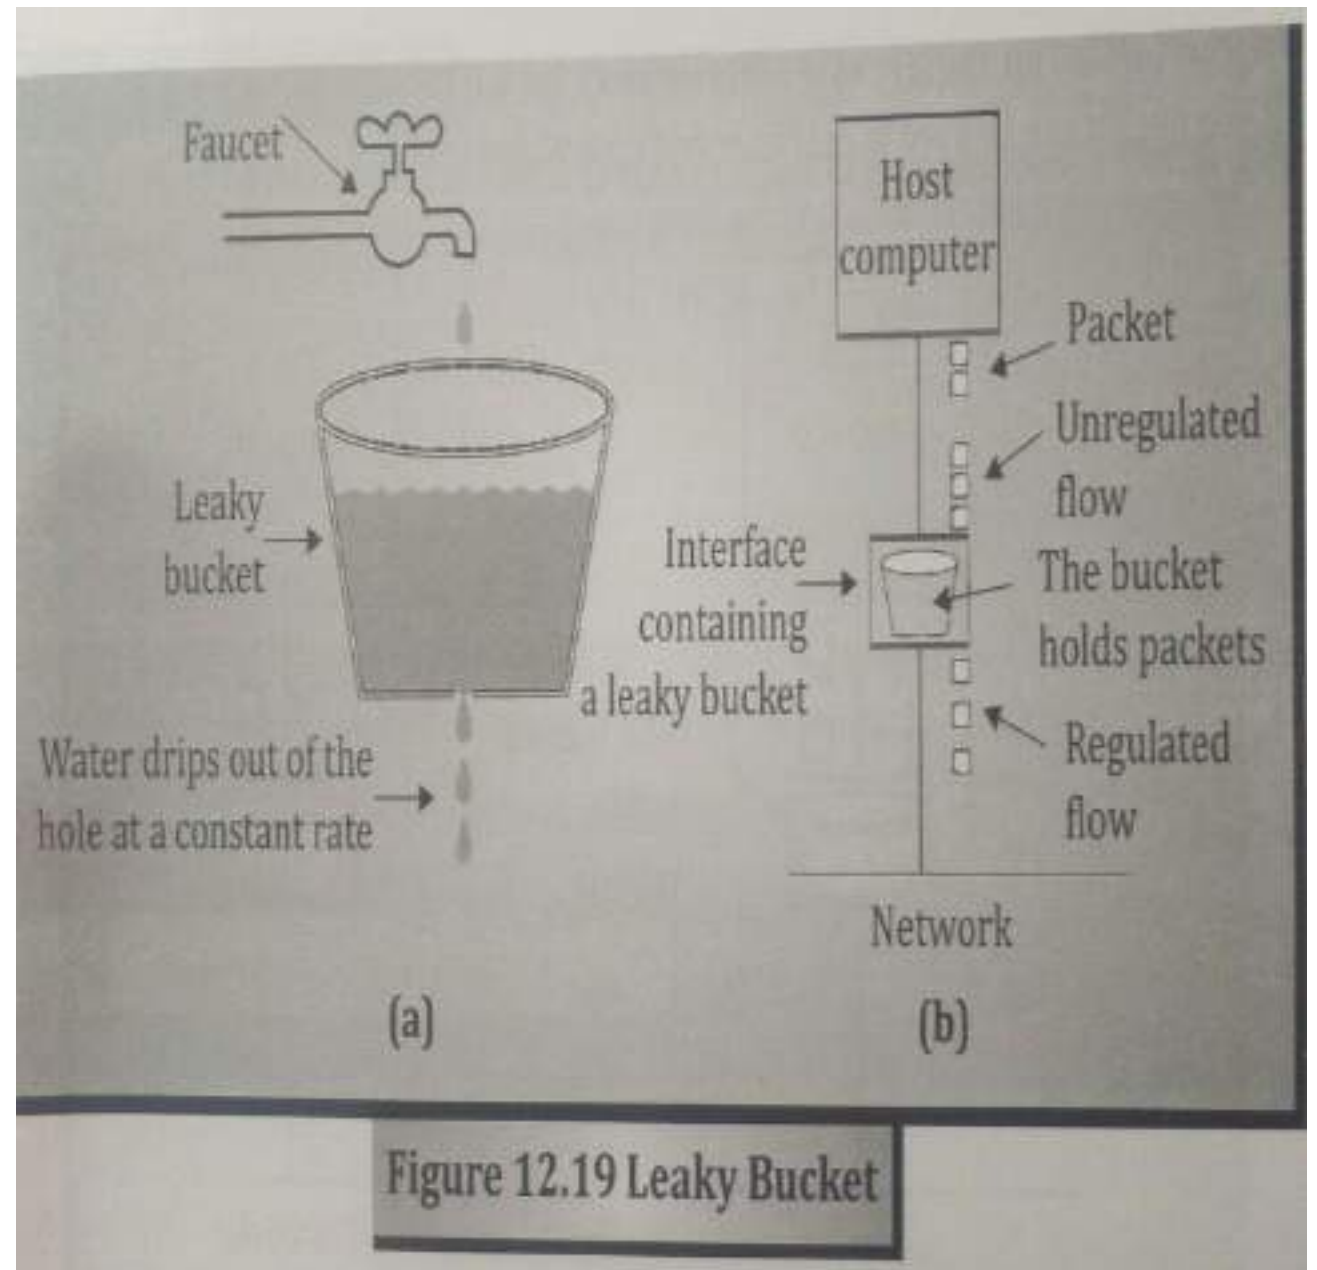 Faucet
Leaky
bucket
Water drips out of the
hole at a constant rate
(a)
Host
computer
Packet
Unregulated
flow
Interface
containing
a leaky bucket
The bucket
holds packets
Regulated
flow
Network
(b)
Figure 12.19 Leaky Bucket